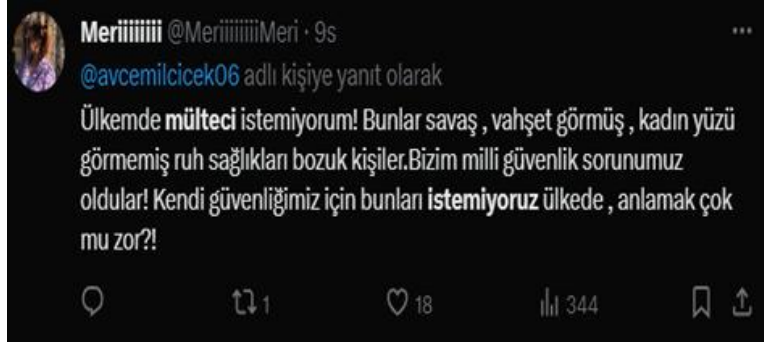 Meriiiiiiiii @MeriiiiiiiiiMeri · 9s
@avcemilcicek06 adlı kişiye yanıt olarak
Ülkemde mülteci istemiyorum! Bunlar savaş , vahşet görmüş , kadın yüzü
görmemiş ruh sağlıkları bozuk kişiler.Bizim milli güvenlik sorunumuz
oldular! Kendi güvenliğimiz için bunları istemiyoruz ülkede , anlamak çok
mu zor?!
1 18 344